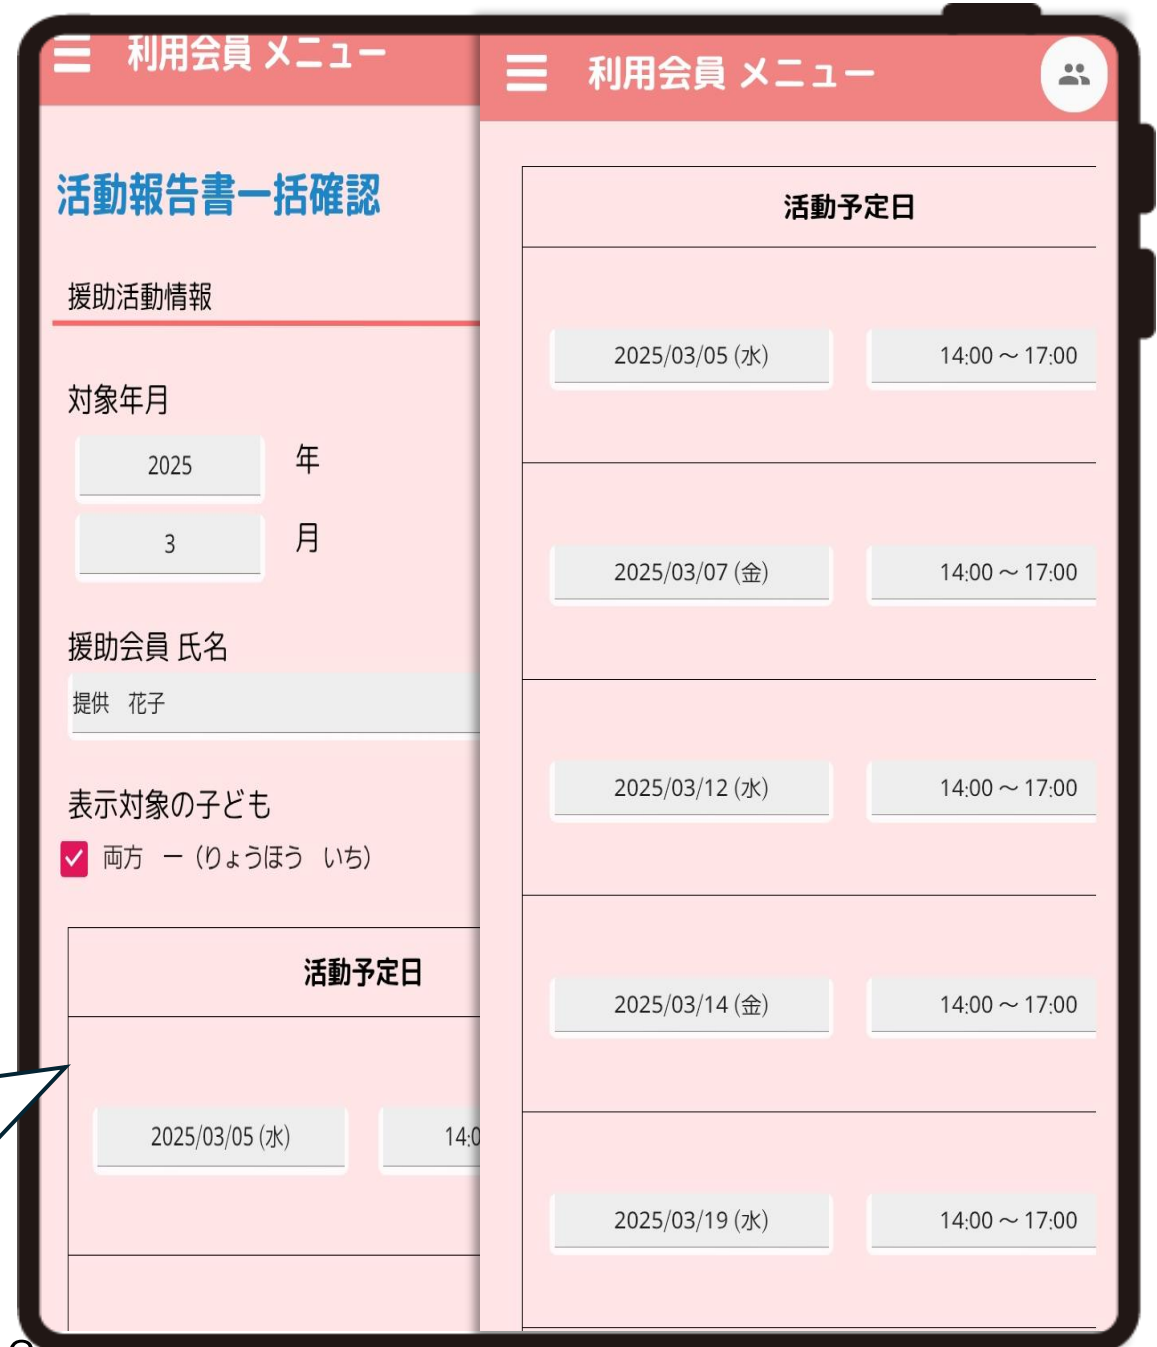 利用会員 メニュー
活動報告書一括確認
援助活動情報
対象年月
2025 年
3 月
援助会員 氏名
提供　花子
表示対象の子ども
両方　一（りょうほう　いち）
活動予定日
2025/03/05 (水) 14:0
利用会員 メニュー
活動予定日
2025/03/05 (水) 14:00 ～ 17:00
2025/03/07 (金) 14:00 ～ 17:00
2025/03/12 (水) 14:00 ～ 17:00
2025/03/14 (金) 14:00 ～ 17:00
2025/03/19 (水) 14:00 ～ 17:00